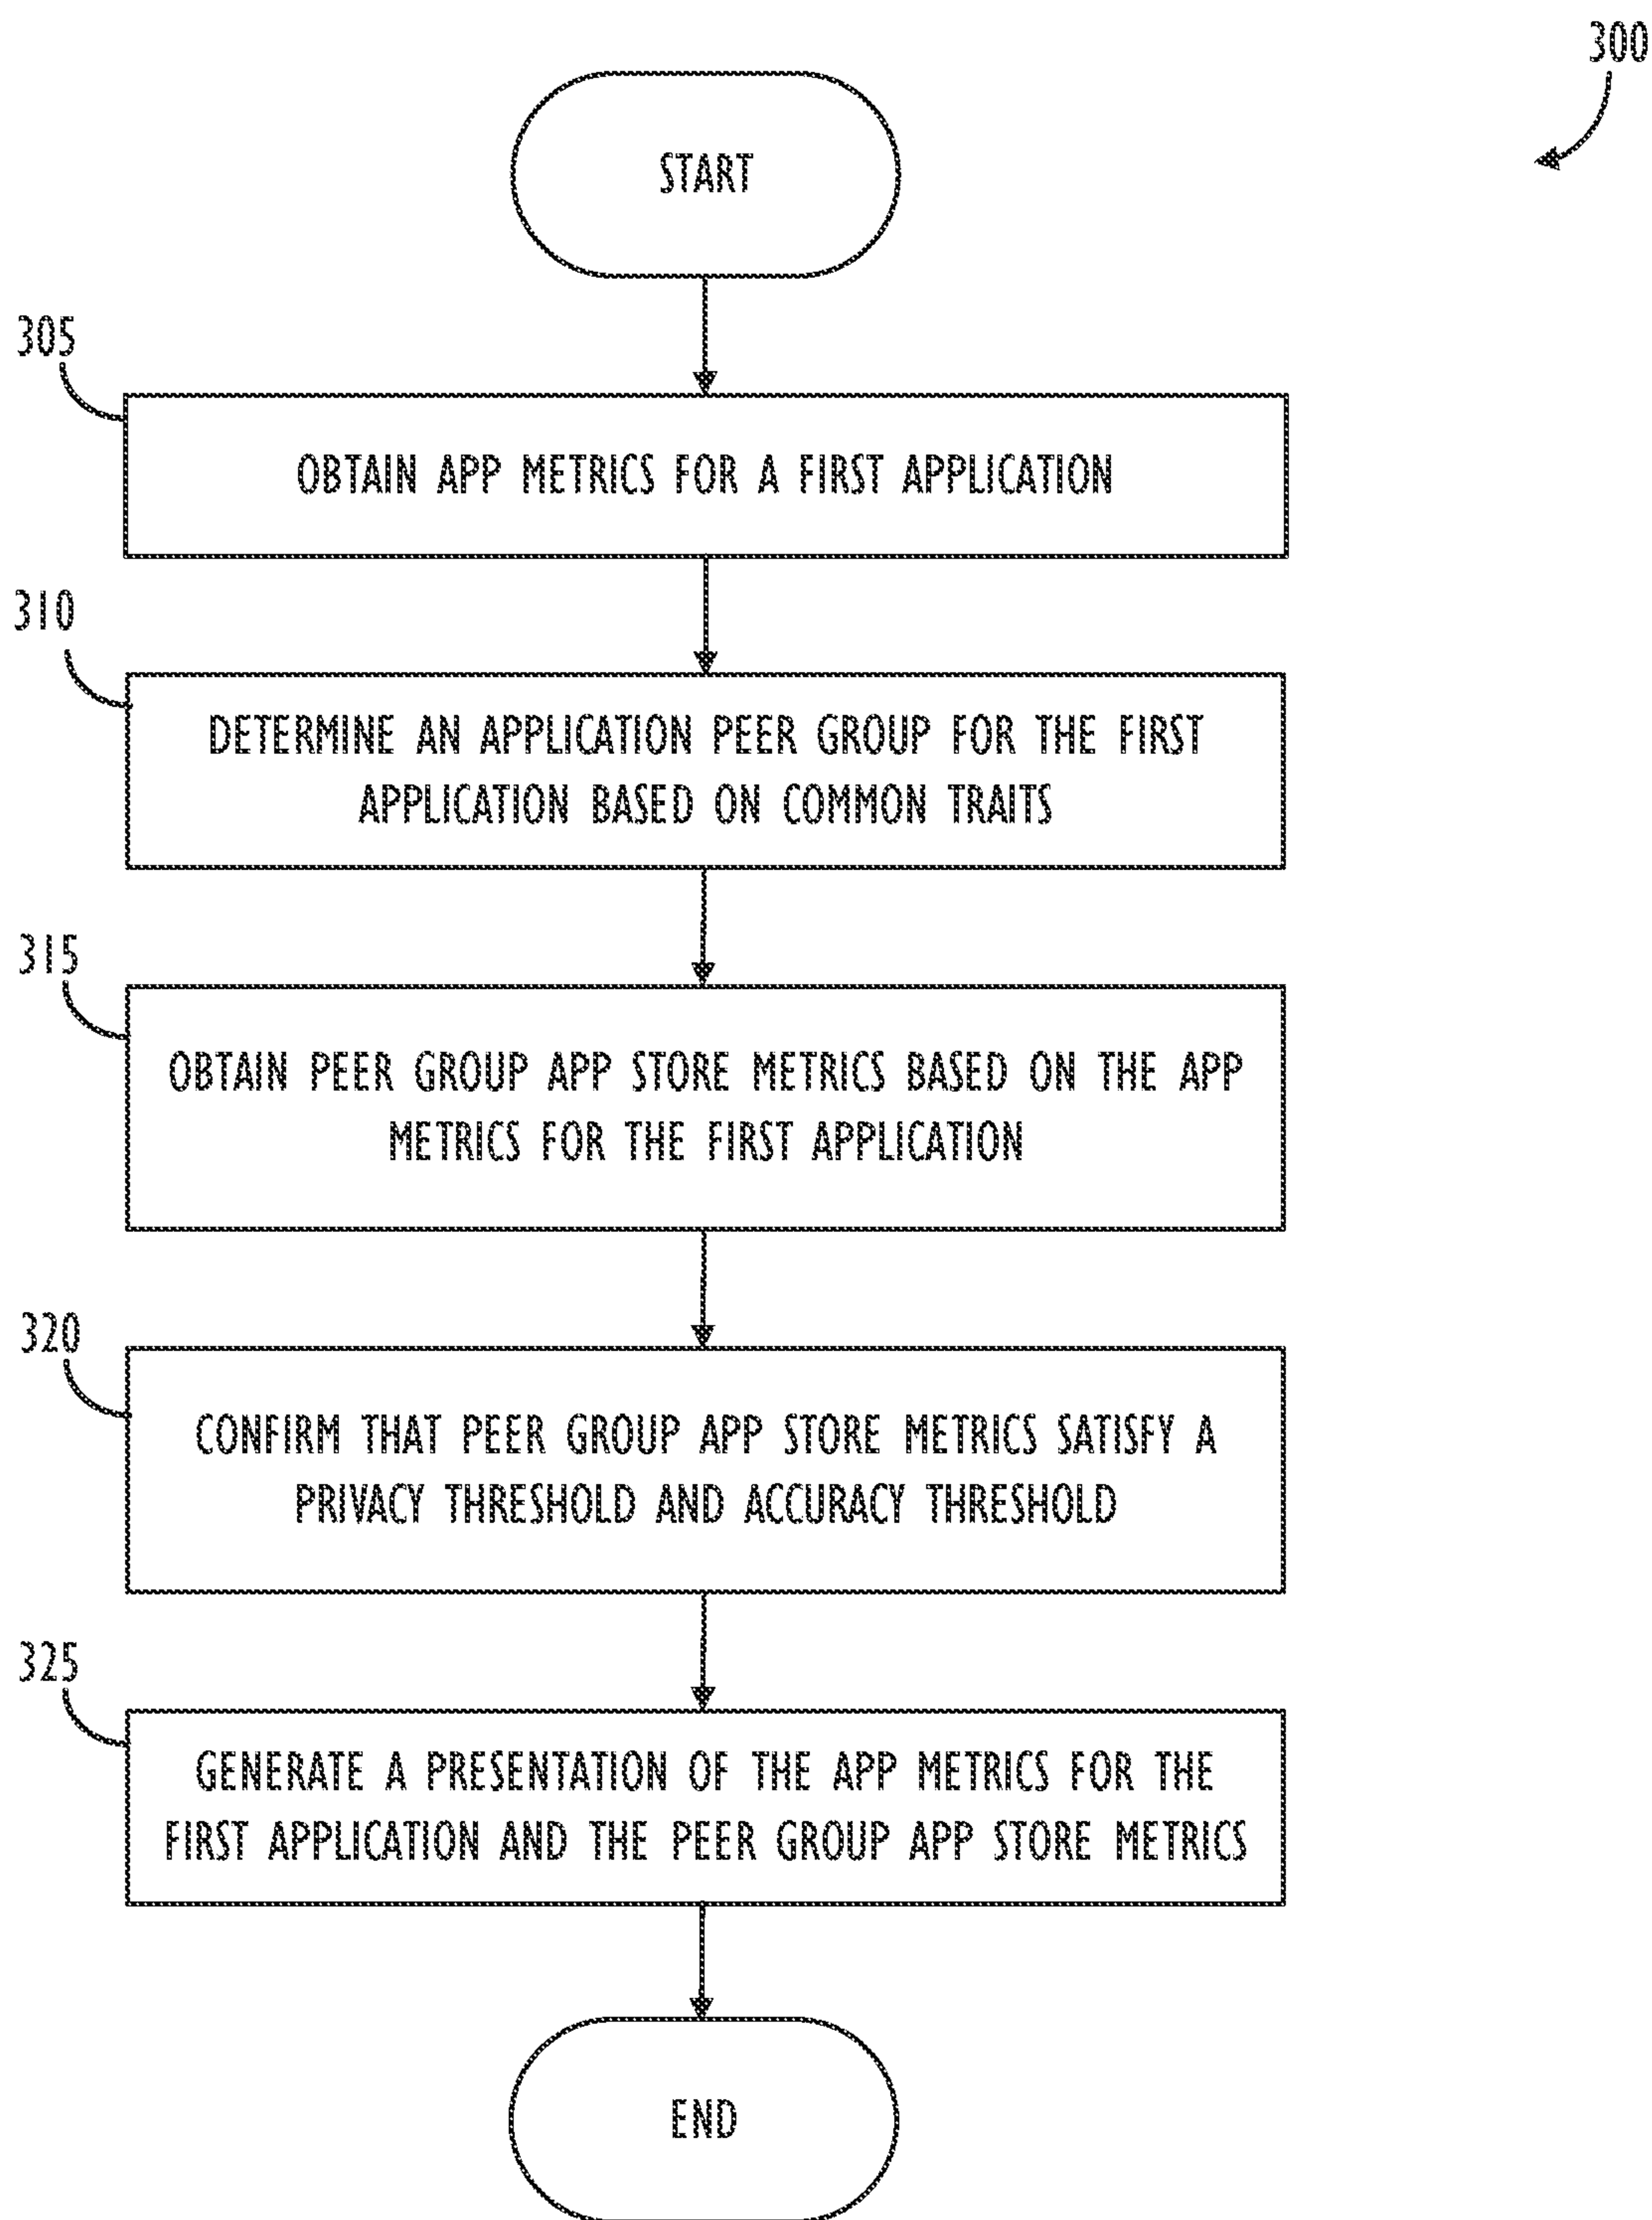 300
START
305
OBTAIN APP METRICS FOR A FIRST APPLICATION
310
DETERMINE AN APPLICATION PEER GROUP FOR THE FIRST
APPLICATION BASED ON COMMON TRAITS
315
OBTAIN PEER GROUP APP STORE METRICS BASED ON THE APP
METRICS FOR THE FIRST APPLICATION
320
CONFIRM THAT PEER GROUP APP STORE METRICS SATISFY A
PRIVACY THRESHOLD AND ACCURACY THRESHOLD
325
GENERATE A PRESENTATION OF THE APP METRICS FOR THE
FIRST APPLICATION AND THE PEER GROUP APP STORE METRICS
END